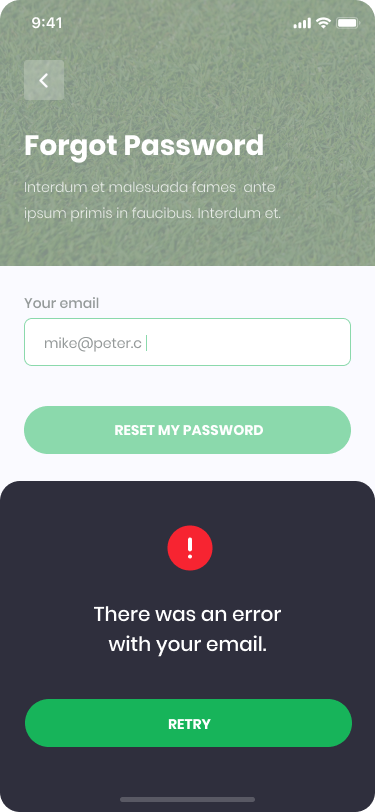 9:41
Forgot Password
Interdum et malesuada fames ante
ipsum primis in faucibus. Interdum et.
Your email
mike@peter.c
RESET MY PASSWORD
There was an error
with your email.
RETRY